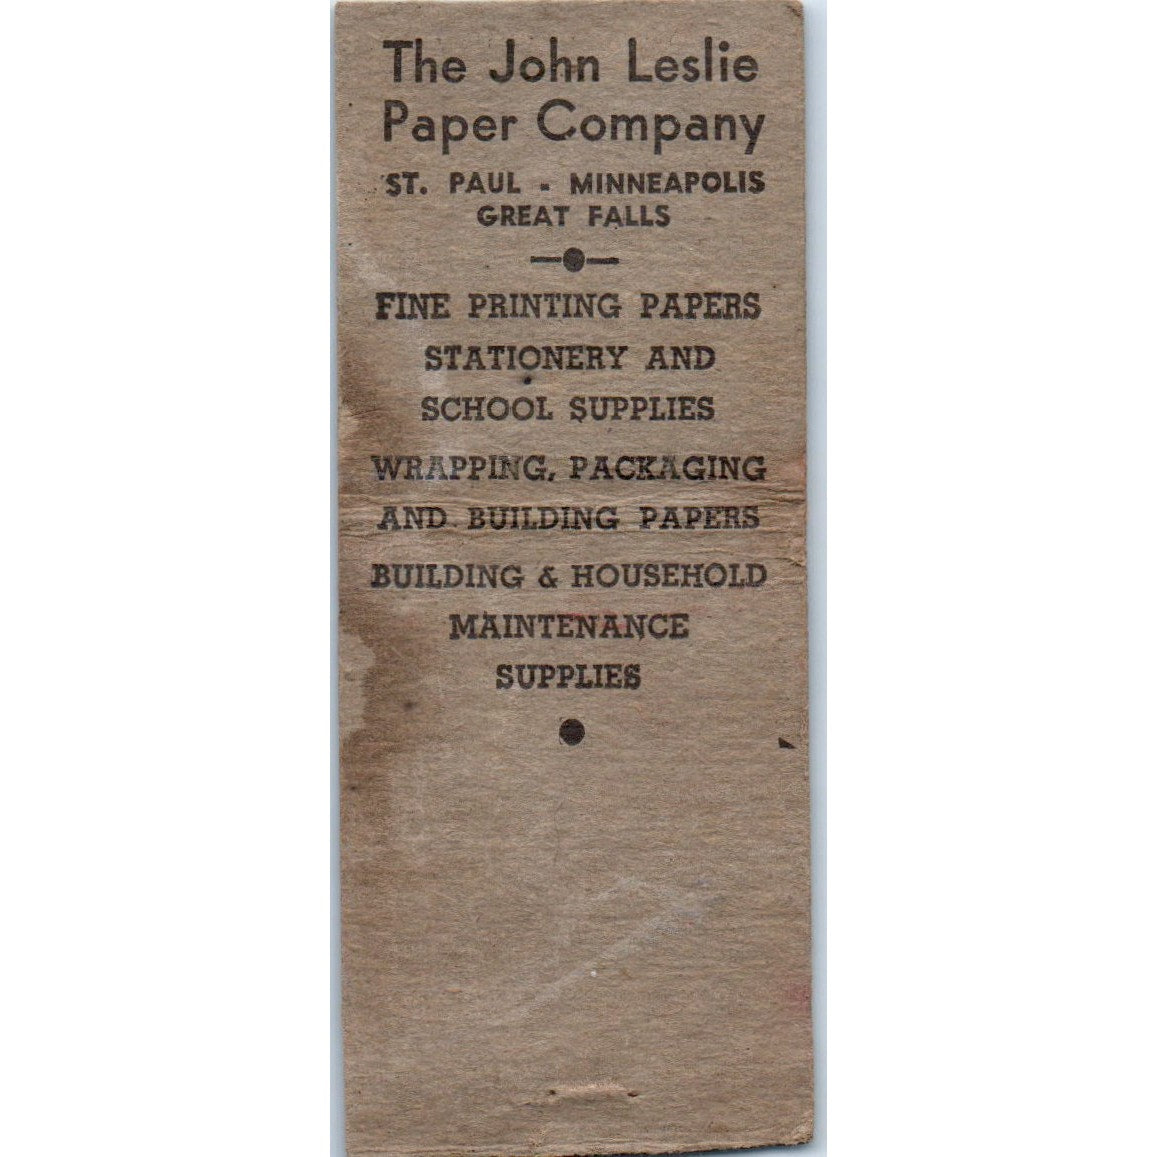 The John Leslie
Paper Company
ST. PAUL - MINNEAPOLIS
GREAT FALLS
FINE PRINTING PAPERS
STATIONERY AND
SCHOOL SUPPLIES
WRAPPING, PACKAGING
AND BUILDING PAPERS
BUILDING & HOUSEHOLD
MAINTENANCE
SUPPLIES